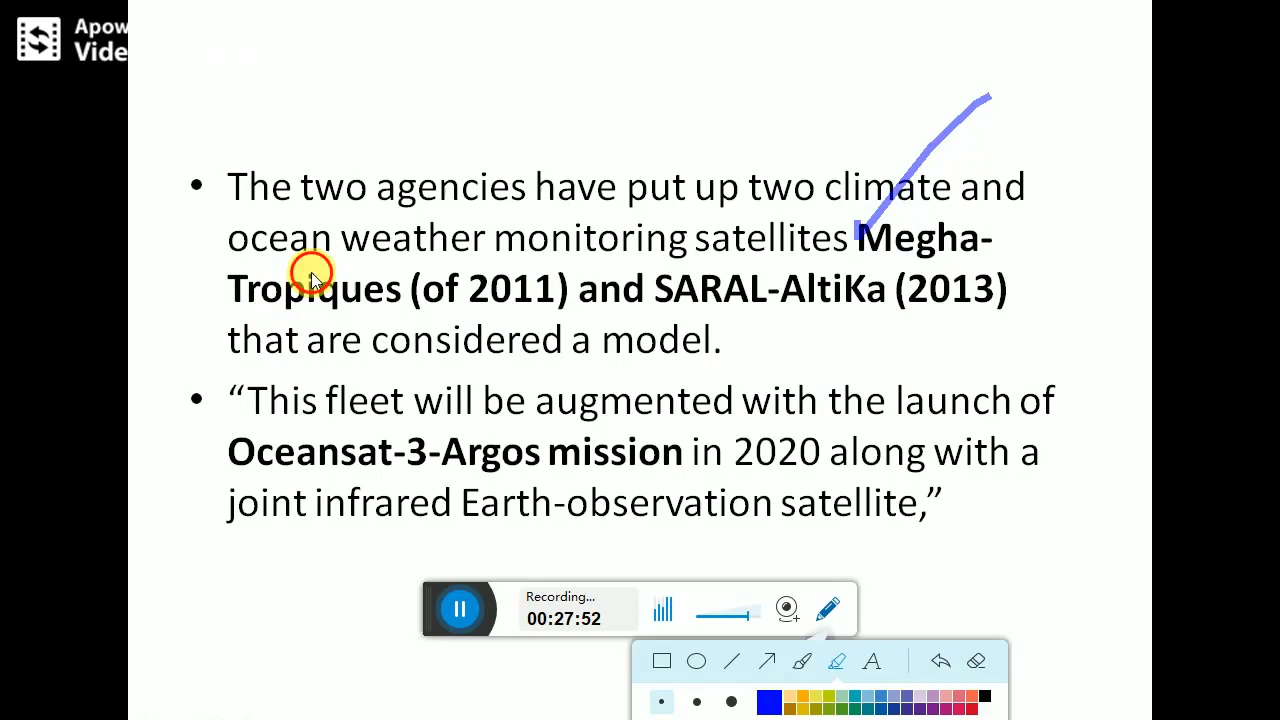 Apow
Vide
• The two agencies have put up two climate and
ocean weather monitoring satellites Megha-
Tropiques (of 2011) and SARAL-AltiKa (2013)
that are considered a model.
• “This fleet will be augmented with the launch of
Oceansat-3-Argos mission in 2020 along with a
joint infrared Earth-observation satellite,”
Recording...
00:27:52
A